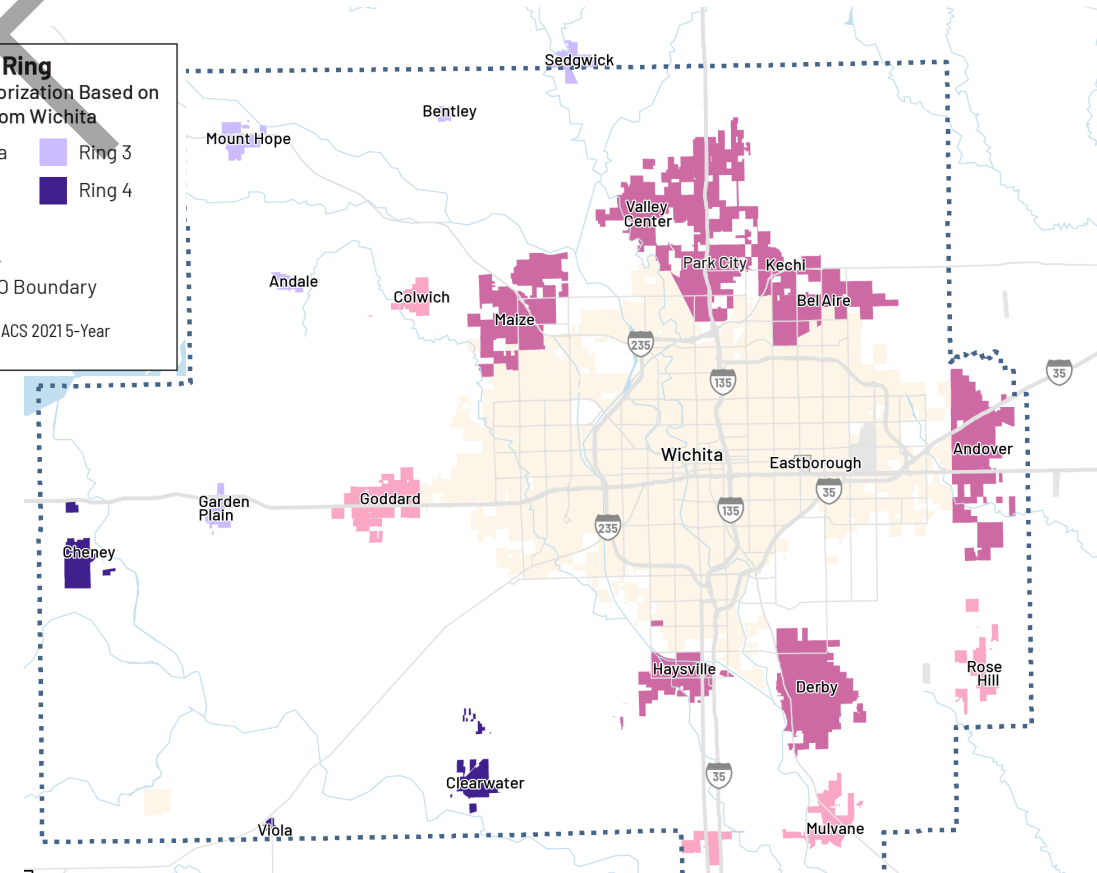 Ring
orization Based on
om Wichita
a
Ring 3
Ring 4
O Boundary
ACS 2021 5-Year
Sedgwick
Bentley
Mount Hope
Valley
Center
Park City
Kechi
Andale
Colwich
Bel Aire
Maize
235
135
35
Andover
Wichita
Eastborough
35
Goddard
Garden
Plain
135
235
Cheney
Haysville
Rose
Hill
Derby
35
Clearwater
Viola
Mulvane